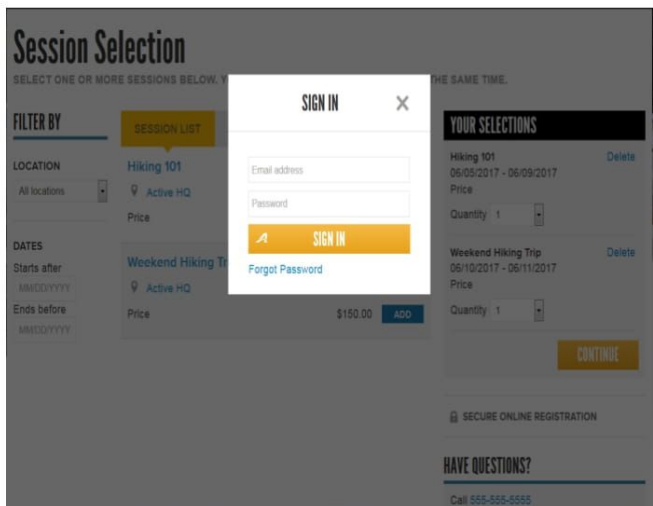 Session Selection
SELECT ONE OR MORE SESSIONS BELOW. Y
HE SAME TIME.
FILTER BY
LOCATION
All locations
DATES
Starts after
MM/DD/YYYY
Ends before
MM/DD/YYYY
SESSION LIST
Hiking 101
Active HQ
Price
Weekend Hiking Tr
Active HQ
Price $150.00 ADD
SIGN IN
Email address
Password
SIGN IN
Forgot Password
YOUR SELECTIONS
Hiking 101 Delete
06/05/2017 - 06/09/2017
Price
Quantity 1
Weekend Hiking Trip Delete
06/10/2017 - 06/11/2017
Price
Quantity 1
CONTINUE
SECURE ONLINE REGISTRATION
HAVE QUESTIONS?
Call 555-555-5555